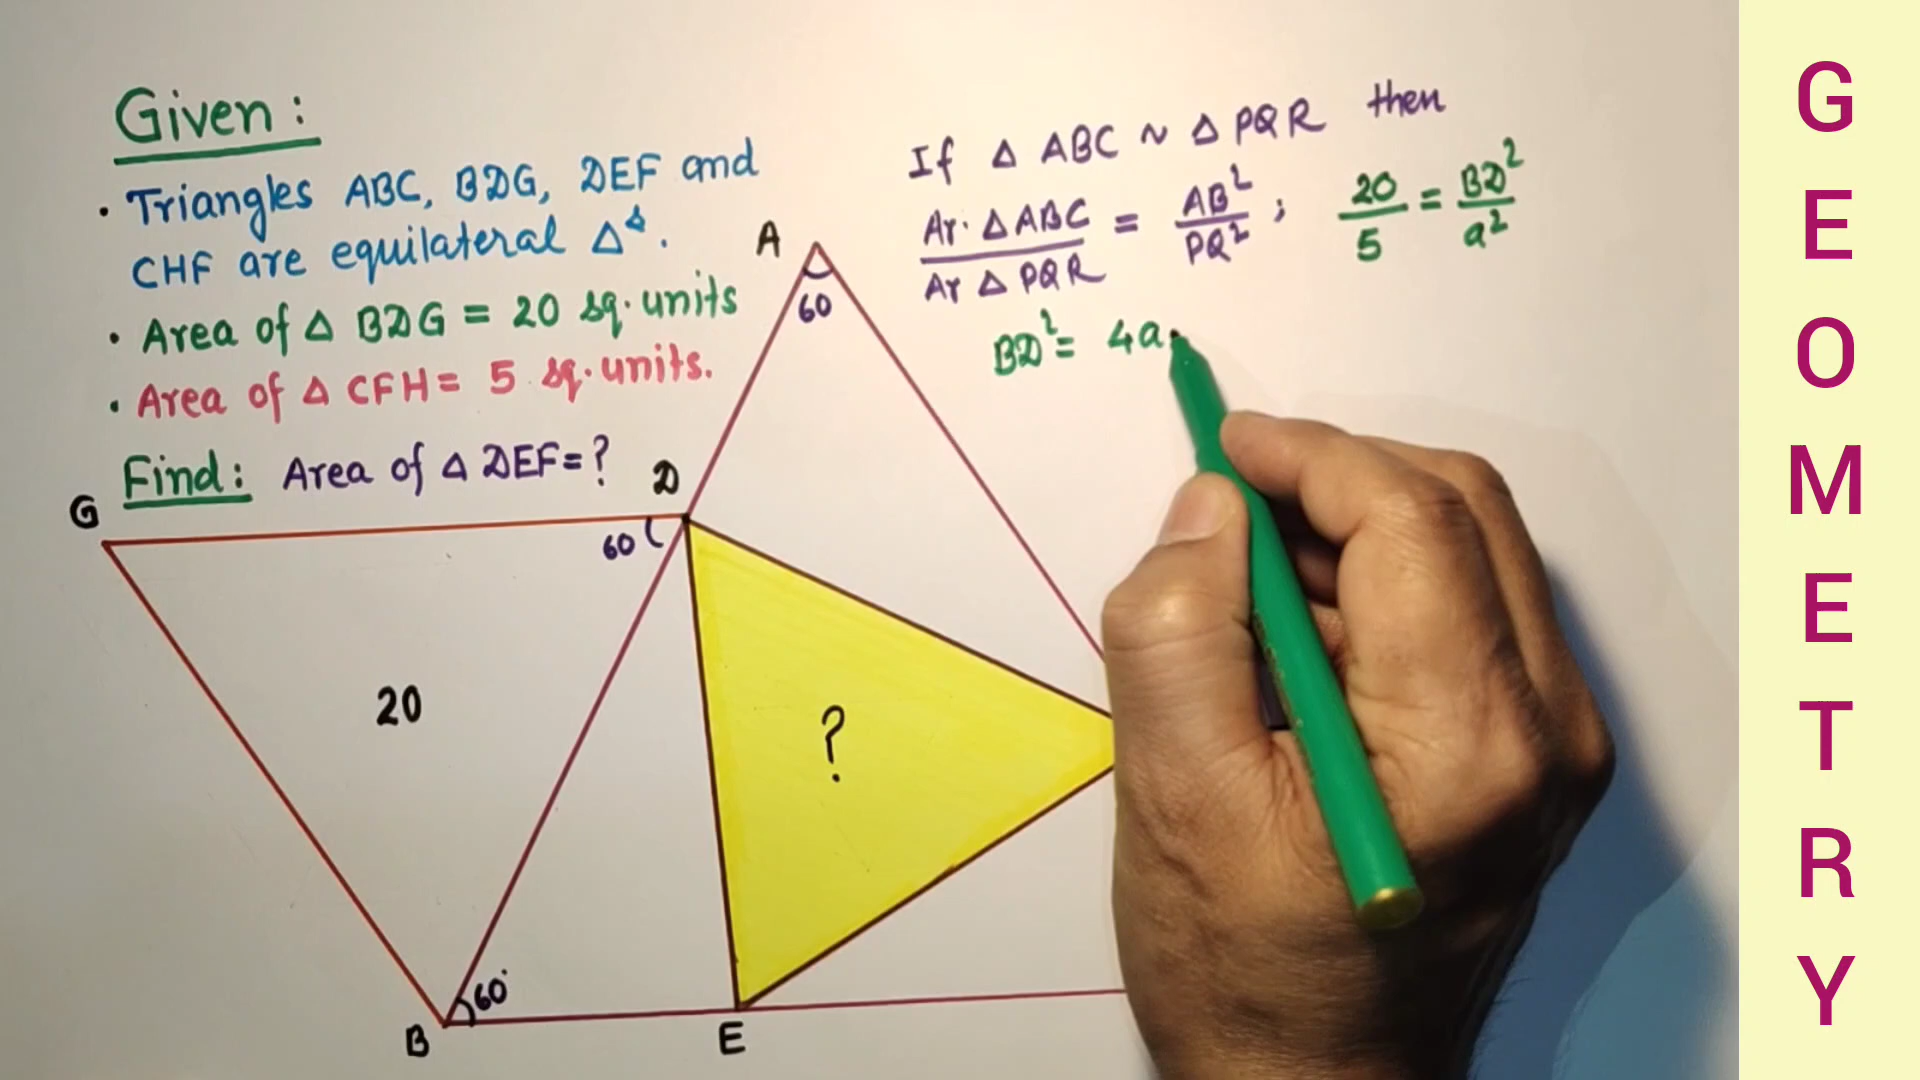 Given:
• Triangles ABC, BDG, DEF and
CHF are equilateral Δˢ.
• Area of Δ BDG = 20 sq. units
• Area of Δ CFH = 5 sq. units.
Find: Area of Δ DEF = ?
If Δ ABC ~ Δ PQR then
Ar. Δ ABC / Ar Δ PQR = AB² / PQ² ; 20 / 5 = BD² / a²
BD² = 4a
A
60
D
G
60
20
?
60°
B
E
GEOMETRY